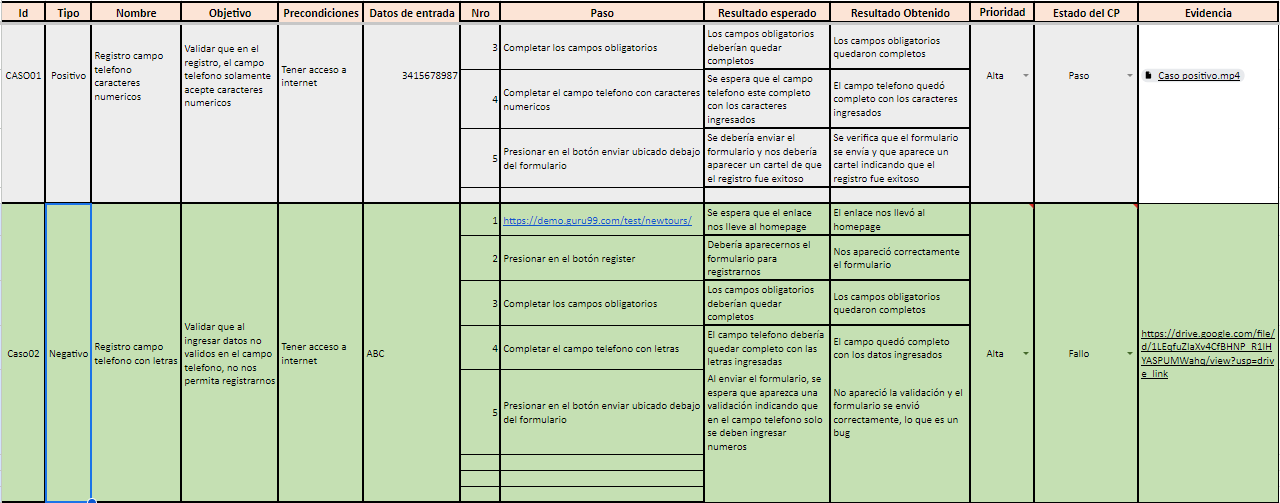 Id Tipo Nombre Objetivo Precondiciones Datos de entrada Nro Paso Resultado esperado Resultado Obtenido Prioridad Estado del CP Evidencia
CASO01
Positivo
Registro campo
telefono
caracteres
numericos
Validar que en el
registro, el campo
telefono solamente
acepte caracteres
numericos
Tener acceso a
internet
3415678987
3
Completar los campos obligatorios
Los campos obligatorios
deberían quedar
completos
Los campos obligatorios
quedaron completos
4
Completar el campo telefono con caracteres
numericos
Se espera que el campo
telefono este completo
con los caracteres
ingresados
El campo telefono quedó
completo con los caracteres
ingresados
5
Presionar en el botón enviar ubicado debajo
del formulario
Se debería enviar el
formulario y nos debería
aparecer un cartel de que
el registro fue exitoso
Se verifica que el formulario
se envía y que aparece un
cartel indicando que el
registro fue exitoso
Alta
Paso
Caso positivo.mp4
Caso02
Negativo
Registro campo
telefono con letras
Validar que al
ingresar datos no
validos en el campo
telefono, no nos
permita registrarnos
Tener acceso a
internet
ABC
1
https://demo.guru99.com/test/newtours/
Se espera que el enlace
nos lleve al homepage
El enlace nos llevó al
homepage
2
Presionar en el botón register
Debería aparecernos el
formulario para
registrarnos
Nos apareció correctamente
el formulario
3
Completar los campos obligatorios
Los campos obligatorios
deberían quedar
completos
Los campos obligatorios
quedaron completos
4
Completar el campo telefono con letras
El campo telefono debería
quedar completo con las
letras ingresadas
El campo quedó completo
con los datos ingresados
5
Presionar en el botón enviar ubicado debajo
del formulario
Al enviar el formulario, se
espera que aparezca una
validación indicando que
en el campo telefono solo
se deben ingresar
numeros
No apareció la validación y el
formulario se envió
correctamente, lo que es un
bug
Alta
Fallo
https://drive.google.com/file/
d/1LEqfuZlaXv4CfBHNP_R1IH
YASPUMWahq/view?usp=driv
e_link